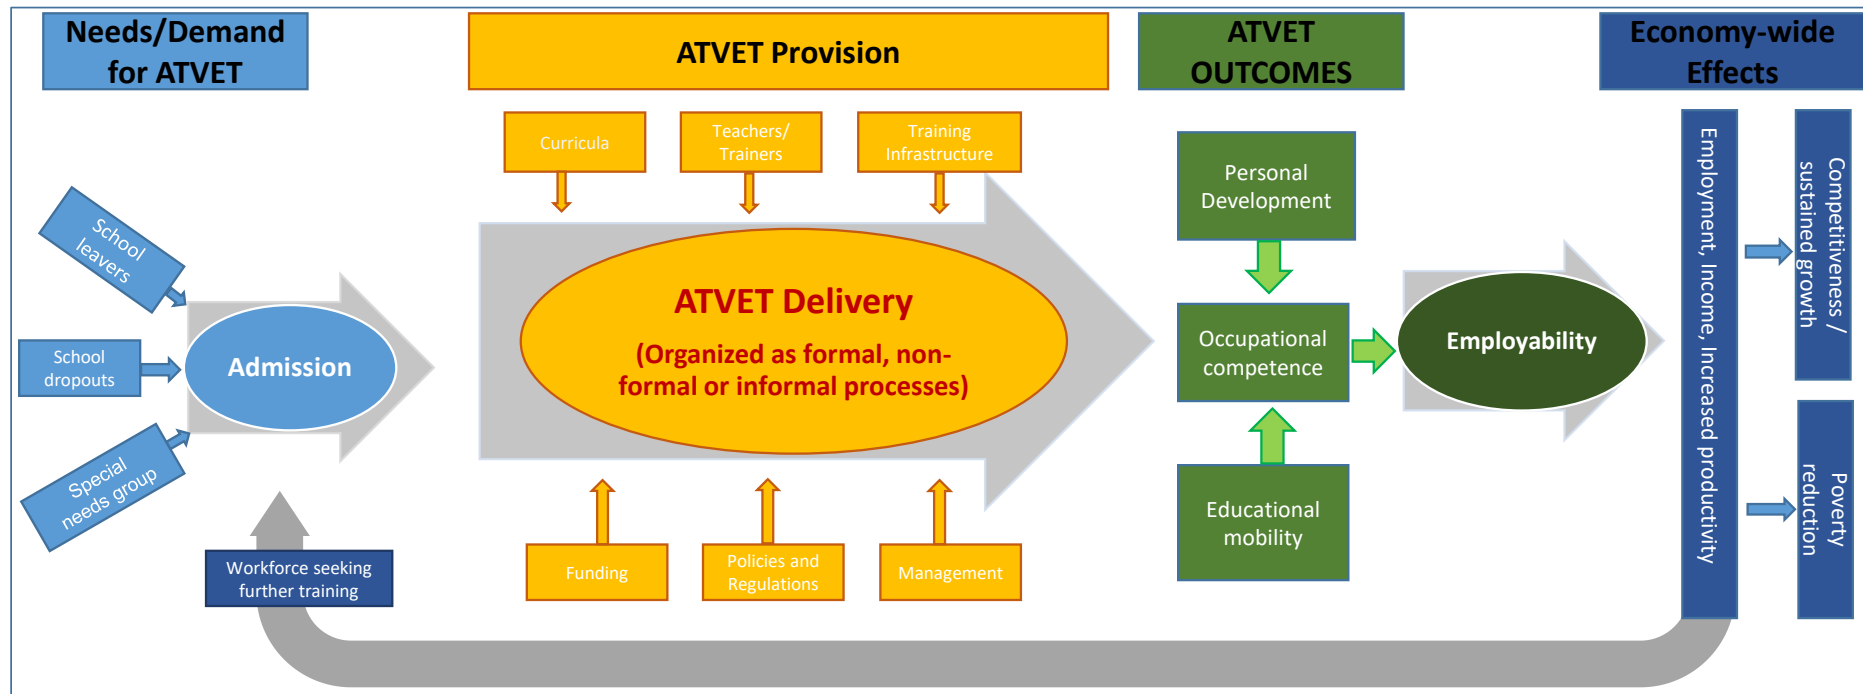 Needs/Demand
for ATVET
ATVET Provision
ATVET
OUTCOMES
Economy-wide
Effects
School
leavers
School
dropouts
Special
needs group
Admission
Workforce seeking
further training
Curricula
Teachers/
Trainers
Training
Infrastructure
ATVET Delivery
(Organized as formal, non-
formal or informal processes)
Funding
Policies and
Regulations
Management
Personal
Development
Occupational
competence
Educational
mobility
Employability
Employment, Income, Increased productivity
Competitiveness /
sustained growth
Poverty
reduction